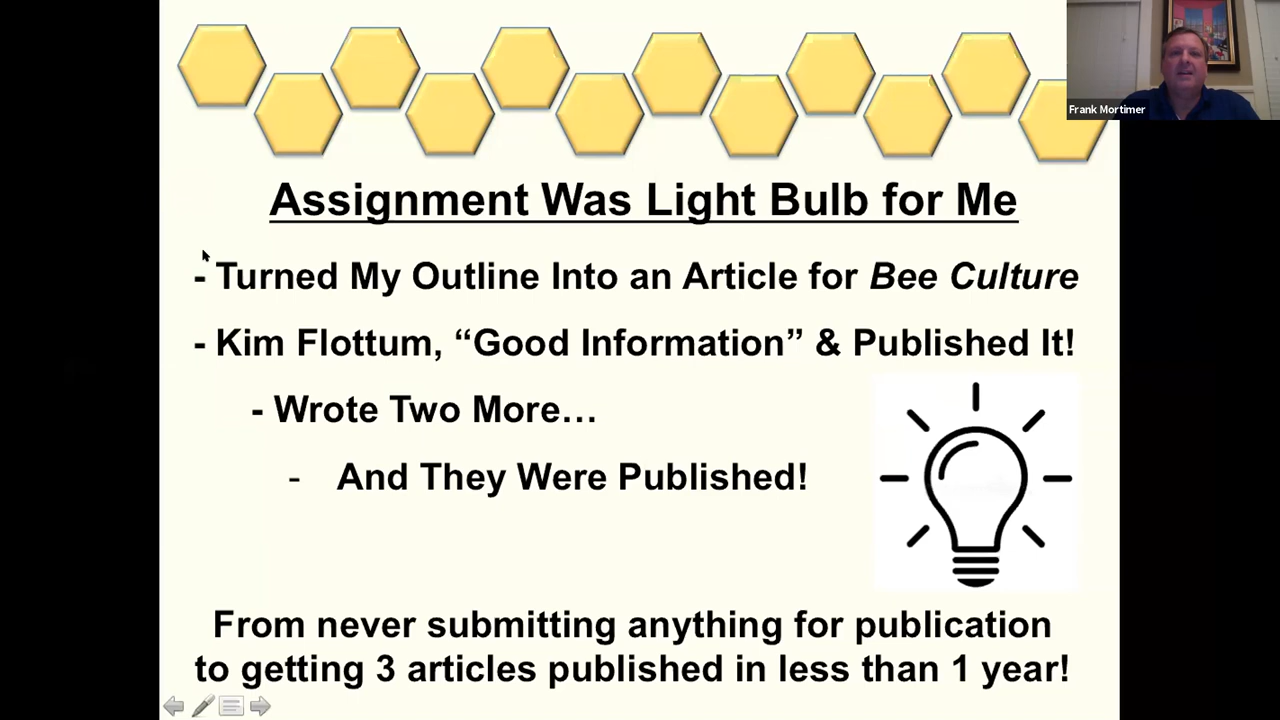 Frank Mortimer
Assignment Was Light Bulb for Me
- Turned My Outline Into an Article for Bee Culture
- Kim Flottum, “Good Information” & Published It!
- Wrote Two More…
- And They Were Published!
From never submitting anything for publication
to getting 3 articles published in less than 1 year!